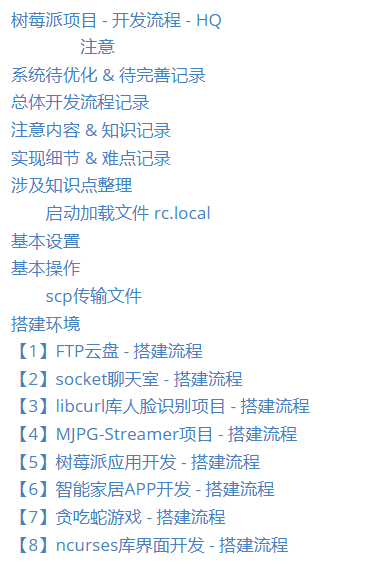 树莓派项目 - 开发流程 - HQ
注意
系统待优化 & 待完善记录
总体开发流程记录
注意内容 & 知识记录
实现细节 & 难点记录
涉及知识点整理
启动加载文件 rc.local
基本设置
基本操作
scp传输文件
搭建环境
【1】FTP云盘 - 搭建流程
【2】socket聊天室 - 搭建流程
【3】libcurl库人脸识别项目 - 搭建流程
【4】MJPG-Streamer项目 - 搭建流程
【5】树莓派应用开发 - 搭建流程
【6】智能家居APP开发 - 搭建流程
【7】贪吃蛇游戏 - 搭建流程
【8】ncurses库界面开发 - 搭建流程